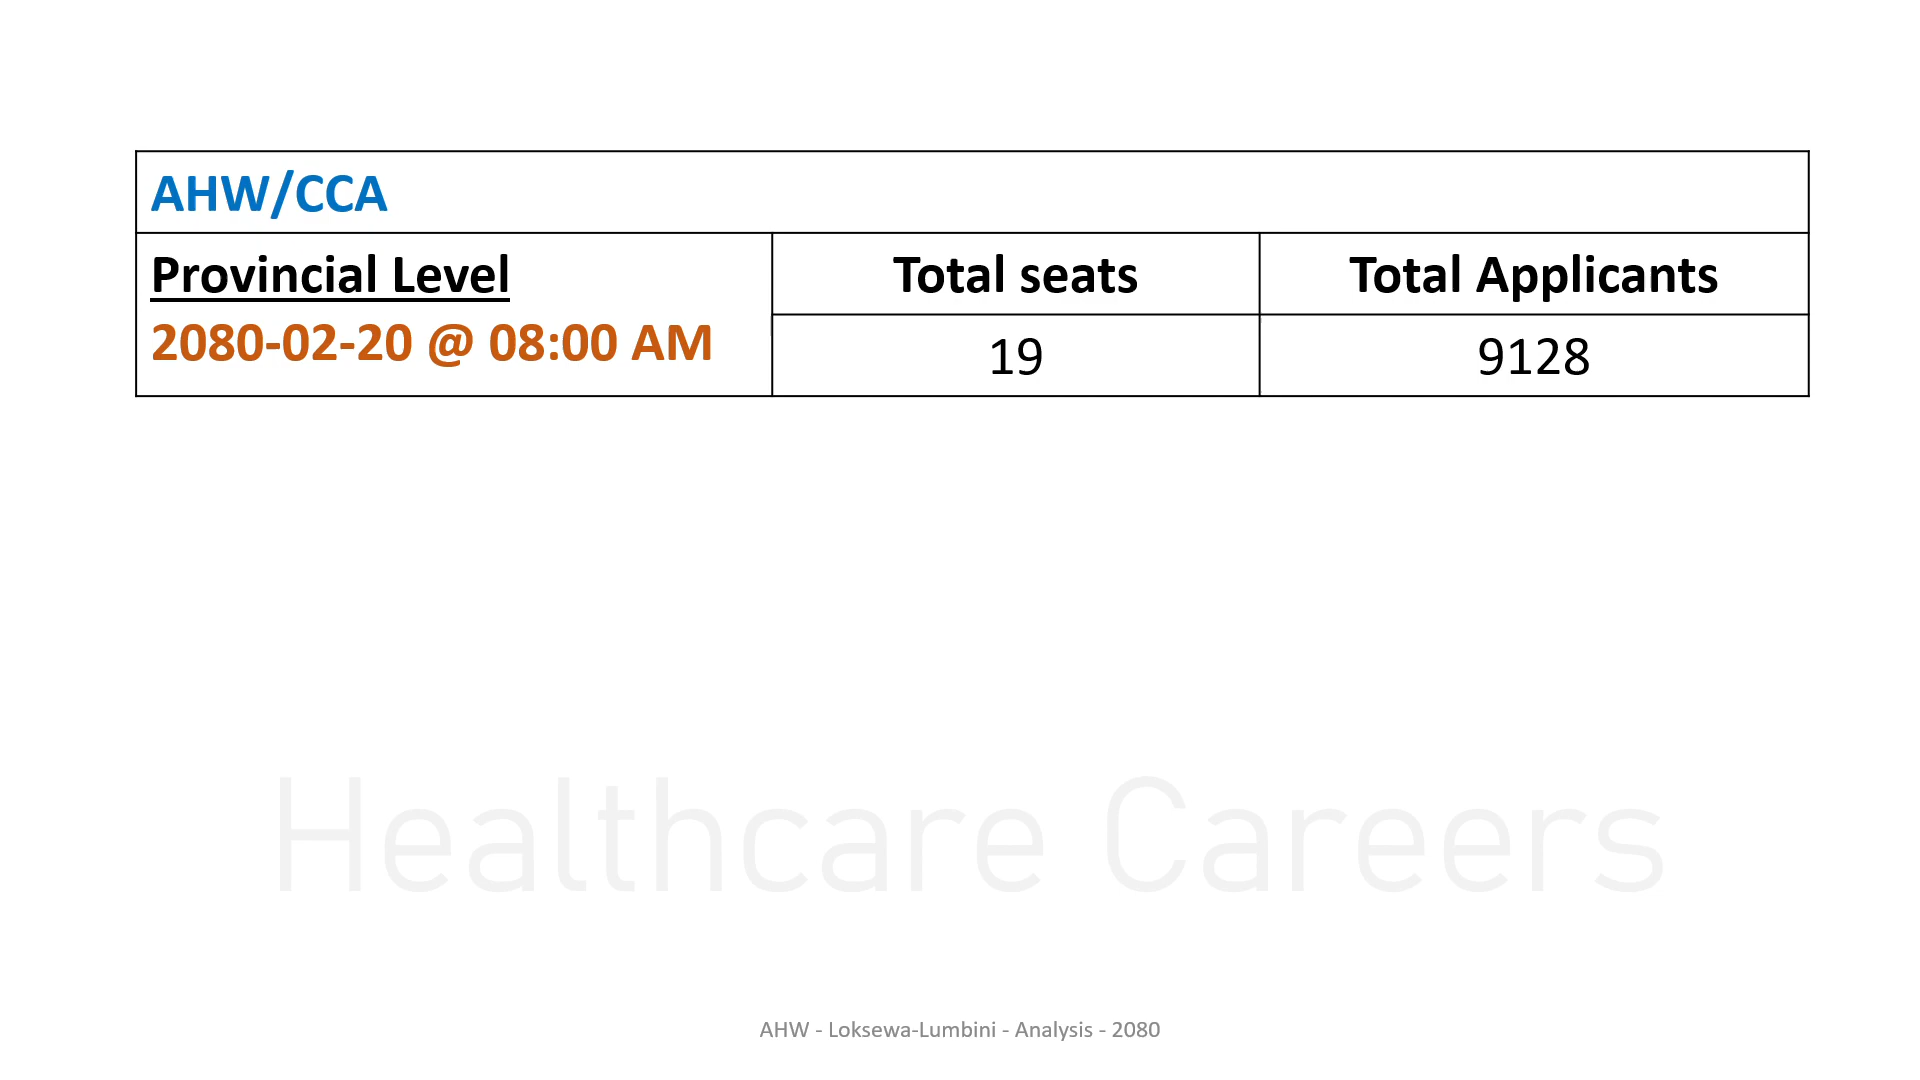 AHW/CCA
Provincial Level
2080-02-20 @ 08:00 AM
Total seats
Total Applicants
19
9128
Healthcare Careers
AHW - Loksewa-Lumbini - Analysis - 2080